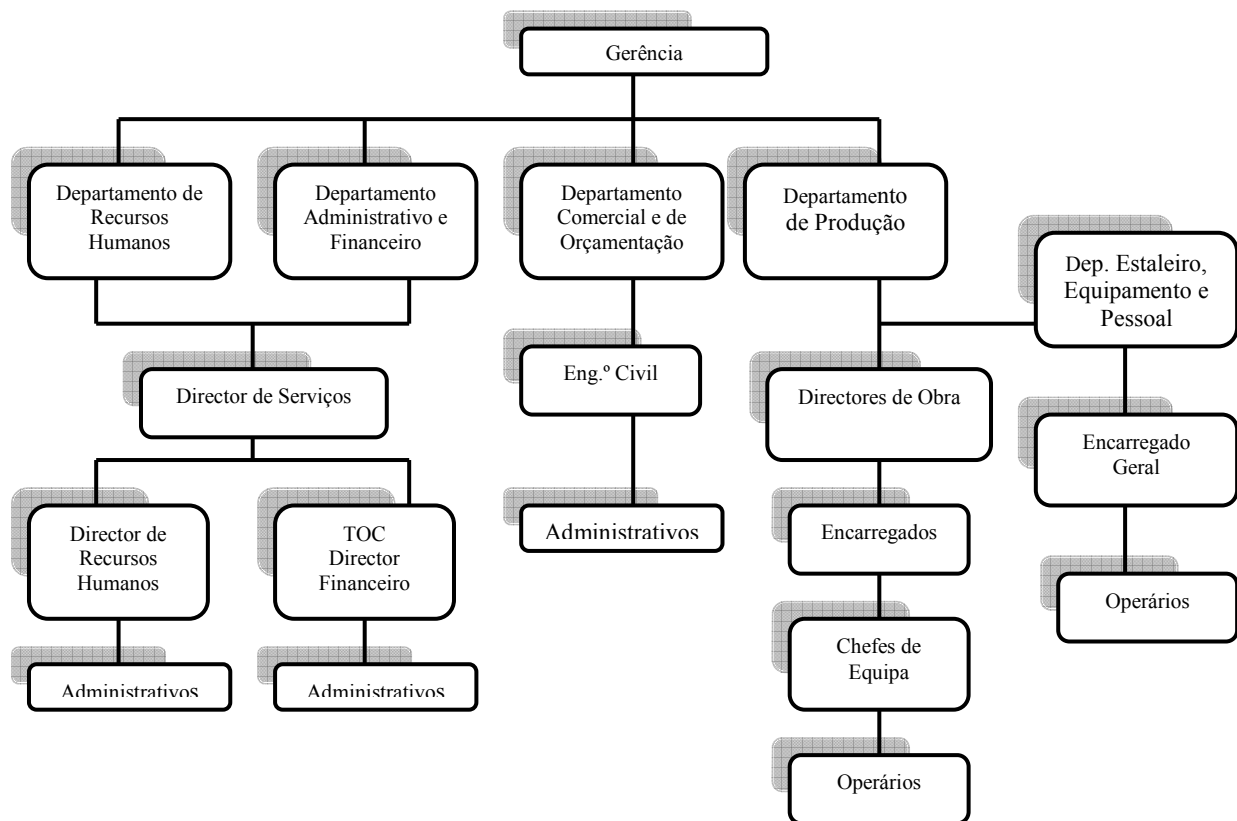 Gerência
Departamento de
Recursos
Humanos
Departamento
Administrativo e
Financeiro
Departamento
Comercial e de
Orçamentação
Departamento
de Produção
Dep. Estaleiro,
Equipamento e
Pessoal
Director de Serviços
Eng.º Civil
Directores de Obra
Encarregado
Geral
Director de
Recursos
Humanos
TOC
Director
Financeiro
Administrativos
Encarregados
Operários
Chefes de
Equipa
Administrativos
Administrativos
Operários